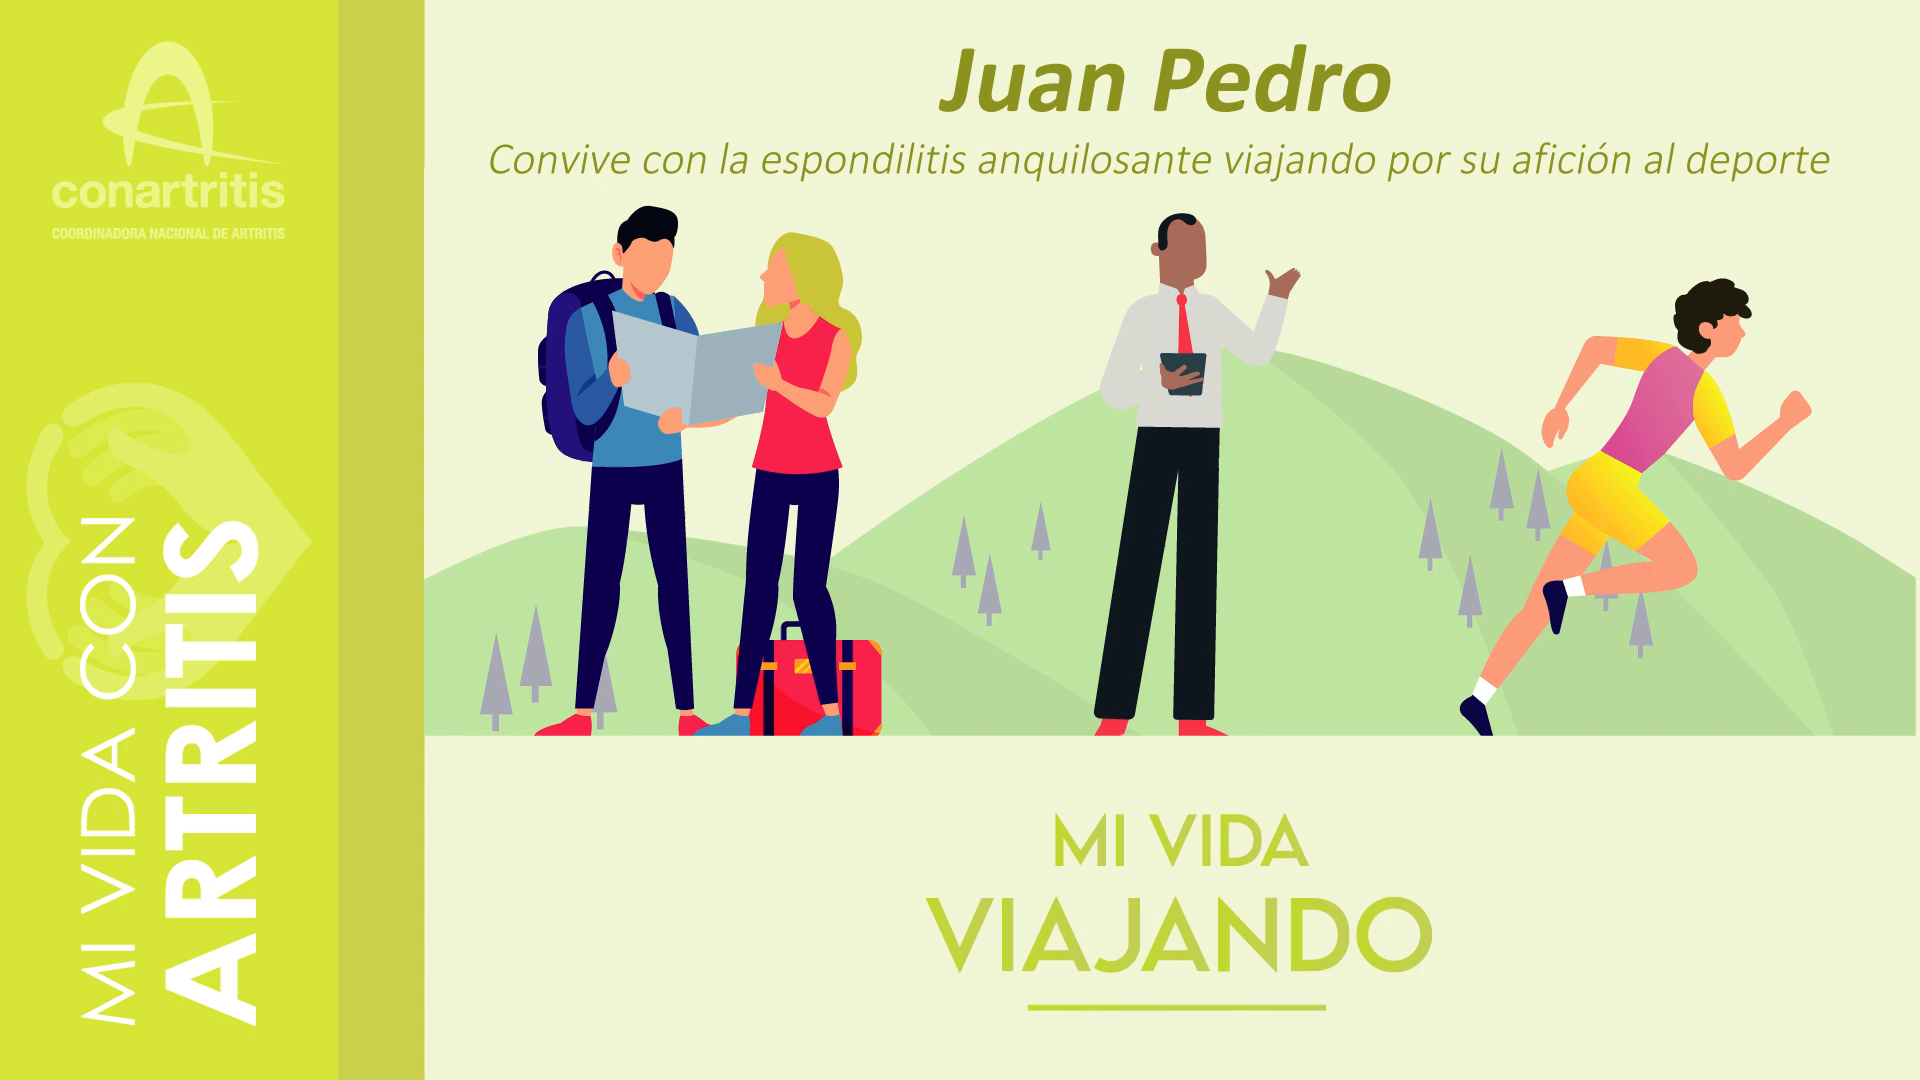 conartritis
COORDINADORA NACIONAL DE ARTRITIS
MI VIDA CON
ARTRITIS
Juan Pedro
Convive con la espondilitis anquilosante viajando por su afición al deporte
MI VIDA
VIAJANDO